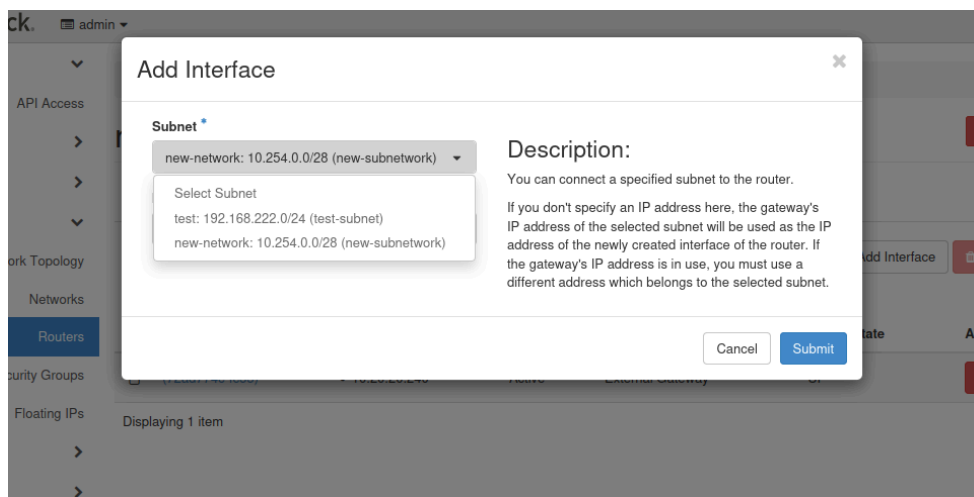 ck. admin
API Access
Add Interface
×
Subnet *
new-network: 10.254.0.0/28 (new-subnetwork)
Select Subnet
test: 192.168.222.0/24 (test-subnet)
new-network: 10.254.0.0/28 (new-subnetwork)
Description:
You can connect a specified subnet to the router.
If you don't specify an IP address here, the gateway's
IP address of the selected subnet will be used as the IP
address of the newly created interface of the router. If
the gateway's IP address is in use, you must use a
different address which belongs to the selected subnet.
Cancel Submit
ork Topology
Networks
Routers
curity Groups
Floating IPs
Add Interface
tate A
External Gateway
Displaying 1 item